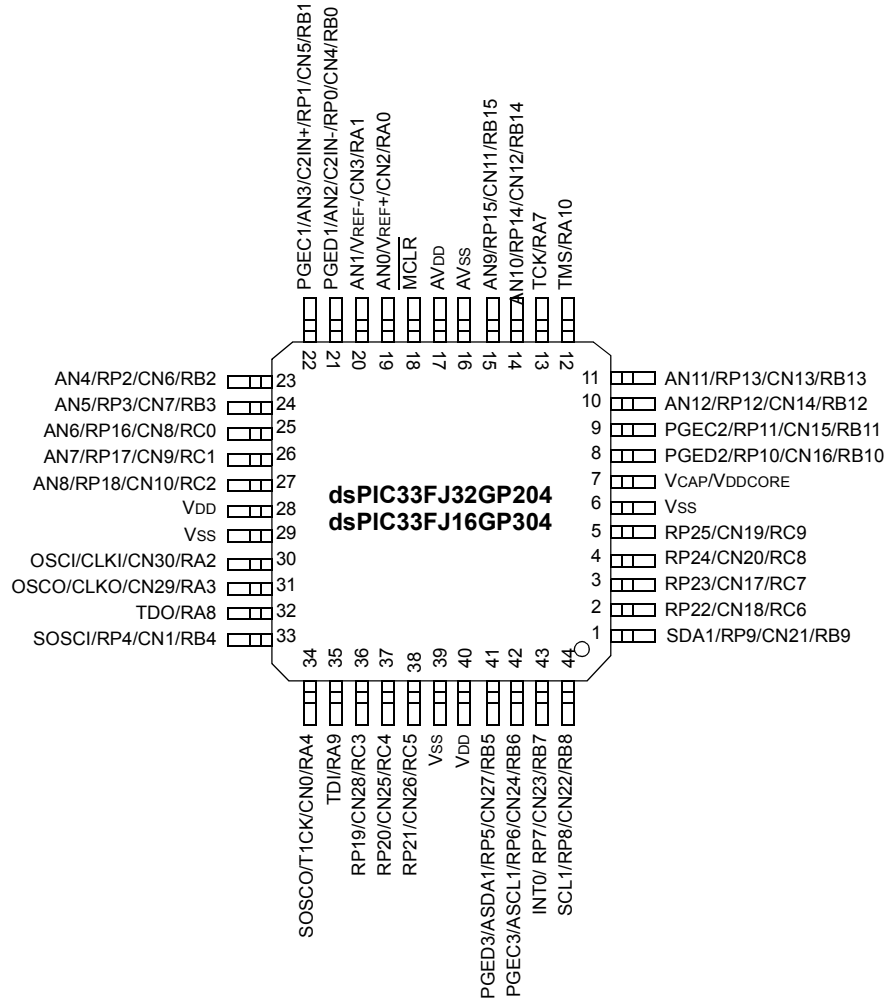 PGEC1/AN3/C2IN+/RP1/CN5/RB1
PGED1/AN2/C2IN-/RP0/CN4/RB0
AN1/VREF-/CN3/RA1
AN0/VREF+/CN2/RA0
MCLR
AVDD
AVSS
AN9/RP15/CN11/RB15
AN10/RP14/CN12/RB14
TCK/RA7
TMS/RA10
22
21
20
19
18
17
16
15
14
13
12
AN4/RP2/CN6/RB2 23
AN5/RP3/CN7/RB3 24
AN6/RP16/CN8/RC0 25
AN7/RP17/CN9/RC1 26
AN8/RP18/CN10/RC2 27
VDD 28
VSS 29
OSCI/CLKI/CN30/RA2 30
OSCO/CLKO/CN29/RA3 31
TDO/RA8 32
SOSCI/RP4/CN1/RB4 33
dsPIC33FJ32GP204
dsPIC33FJ16GP304
11 AN11/RP13/CN13/RB13
10 AN12/RP12/CN14/RB12
9 PGEC2/RP11/CN15/RB11
8 PGED2/RP10/CN16/RB10
7 VCAP/VDDCORE
6 VSS
5 RP25/CN19/RC9
4 RP24/CN20/RC8
3 RP23/CN17/RC7
2 RP22/CN18/RC6
1 SDA1/RP9/CN21/RB9
34
35
36
37
38
39
40
41
42
43
44
SOSCO/T1CK/CN0/RA4
TDI/RA9
RP19/CN28/RC3
RP20/CN25/RC4
RP21/CN26/RC5
VSS
VDD
PGED3/ASDA1/RP5/CN27/RB5
PGEC3/ASCL1/RP6/CN24/RB6
INT0/ RP7/CN23/RB7
SCL1/RP8/CN22/RB8